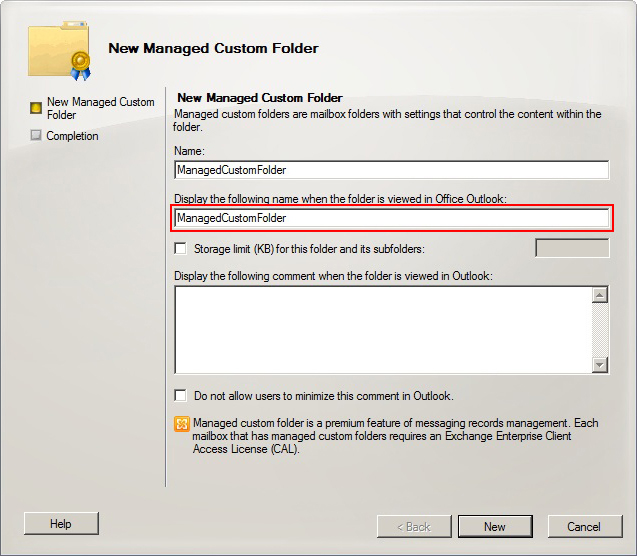 New Managed Custom Folder
New Managed Custom
Folder
Completion
New Managed Custom Folder
Managed custom folders are mailbox folders with settings that control the content within the
folder.
Name:
ManagedCustomFolder
Display the following name when the folder is viewed in Office Outlook:
ManagedCustomFolder
Storage limit (KB) for this folder and its subfolders:
Display the following comment when the folder is viewed in Outlook:
Do not allow users to minimize this comment in Outlook.
Managed custom folder is a premium feature of messaging records management. Each
mailbox that has managed custom folders requires an Exchange Enterprise Client
Access License (CAL).
Help
< Back
New
Cancel